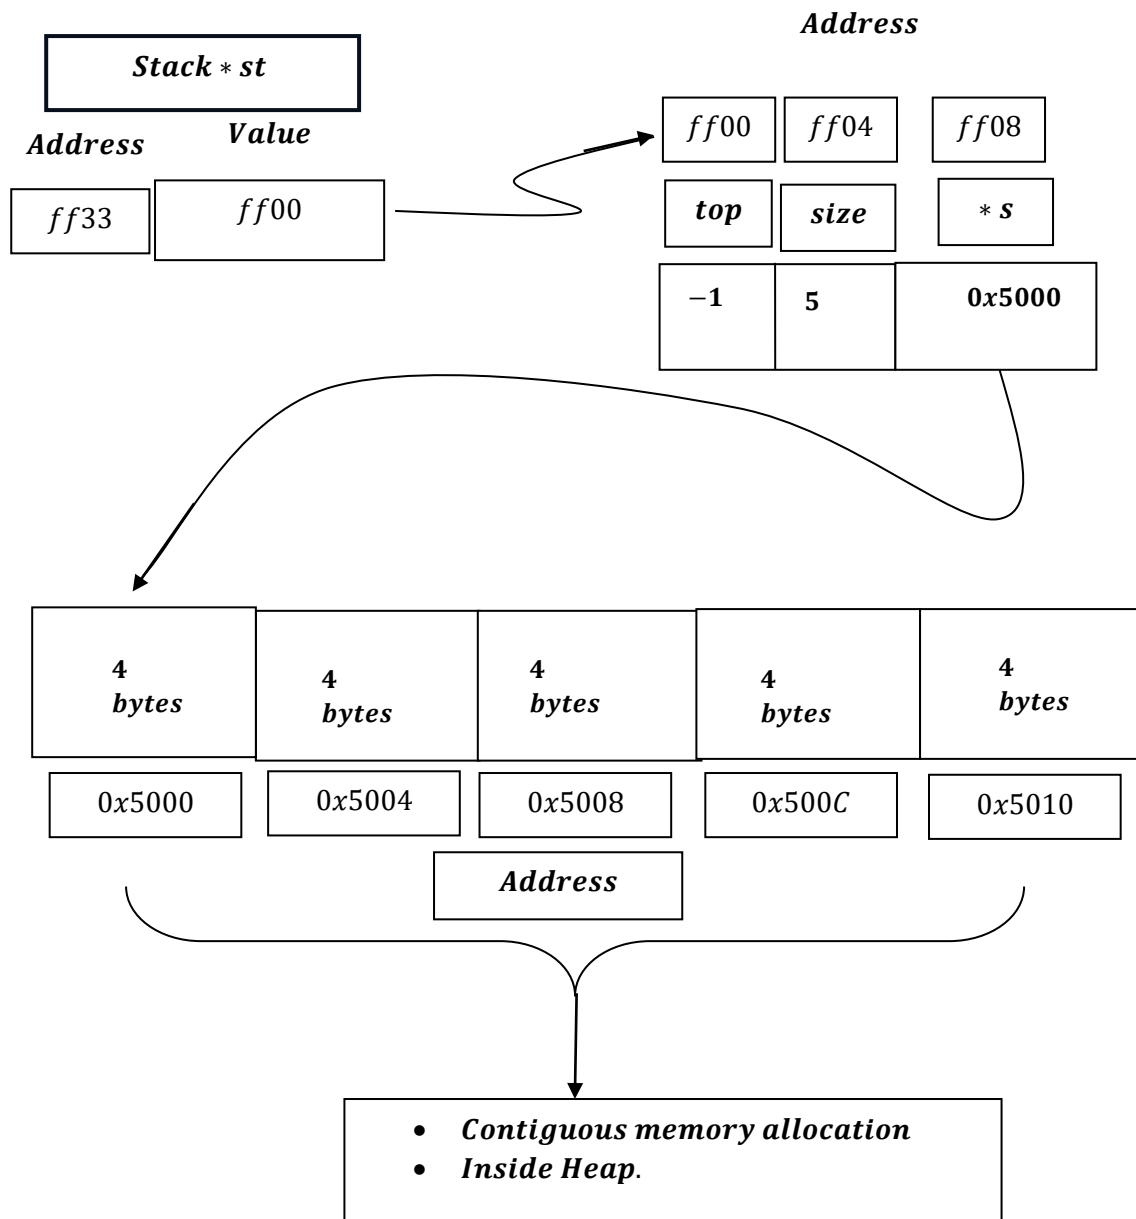 Address
Stack * st
Address Value
ff33 ff00
ff00 ff04 ff08
top size * s
−1 5 0x5000
4
bytes
4
bytes
4
bytes
4
bytes
4
bytes
0x5000 0x5004 0x5008 0x500C 0x5010
Address
• Contiguous memory allocation
• Inside Heap.